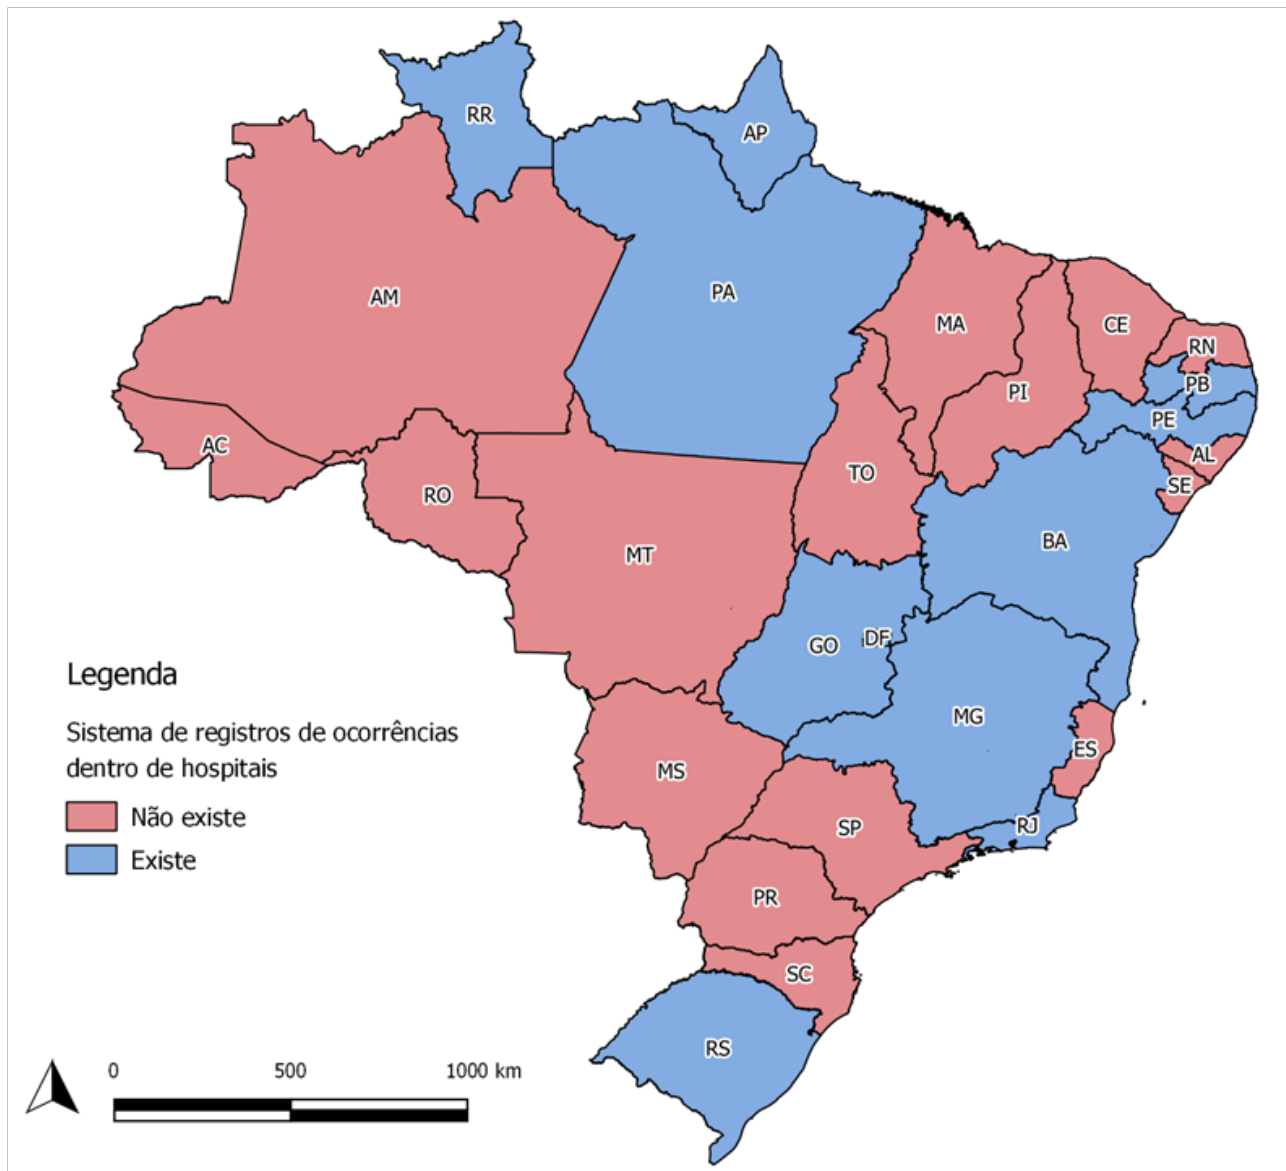 RR
AP
AM
PA
MA
CE
RN
PI
PB
PE
AC
AL
TO
SE
RO
BA
MT
GO
DF
MG
ES
MS
SP
RJ
PR
SC
RS
Legenda
Sistema de registros de ocorrências
dentro de hospitais
Não existe
Existe
0 500 1000 km